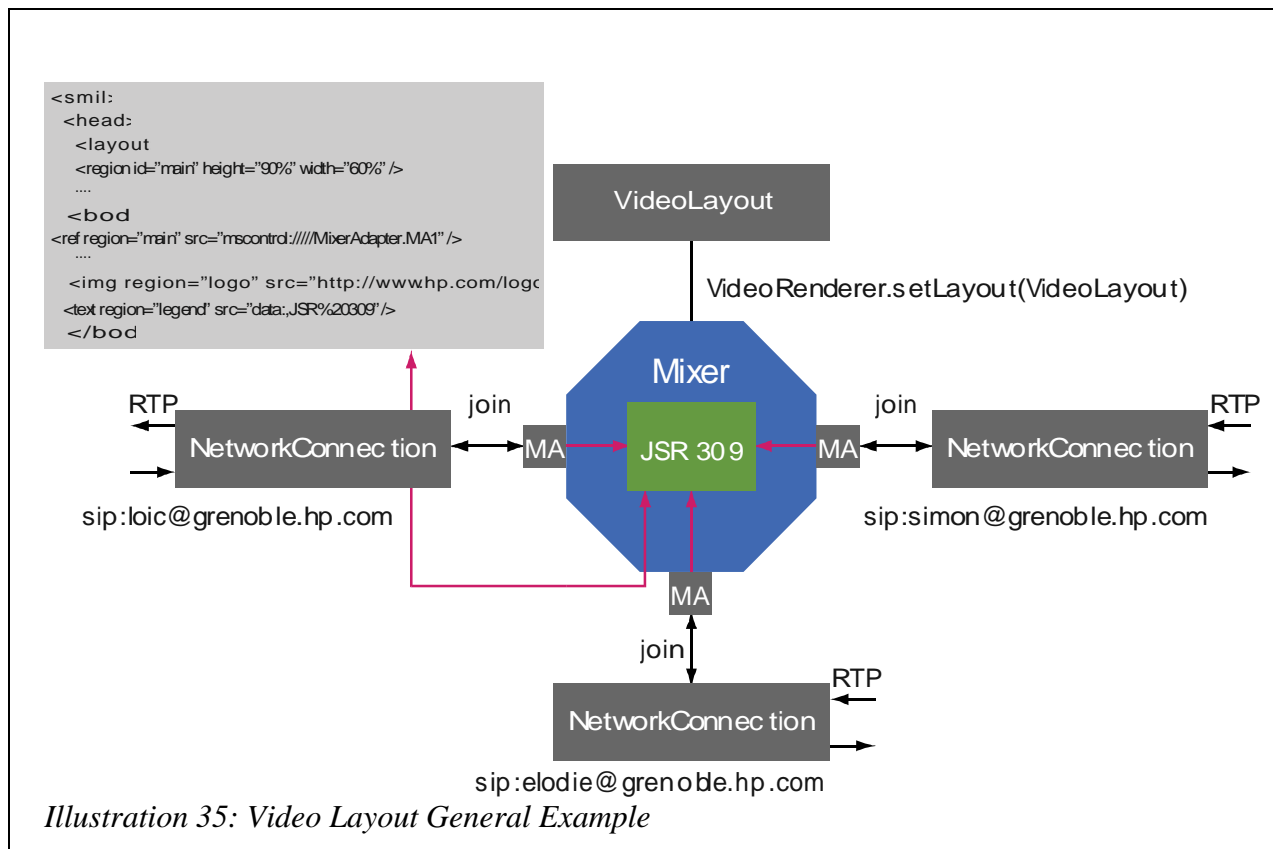 <smil:
<head:
<layout
<region id=”main” height=”90%” width=”60%” />
....
<bod
<ref region=”main” src=”mscontrol://///MixerAdapter.MA1” />
....
<img region=”logo” src=”http://www.hp.com/logo
<text region=”legend” src=”data:,JSR%20309”/>
</bod
VideoLayout
VideoRenderer.setLayout(VideoLayout)
Mixer
RTP
join
join
RTP
NetworkConnection
MA
JSR 309
MA
NetworkConnection
sip:loic@grenoble.hp.com
sip:simon@grenoble.hp.com
MA
join
RTP
NetworkConnection
sip:elodie@grenoble.hp.com
Illustration 35: Video Layout General Example